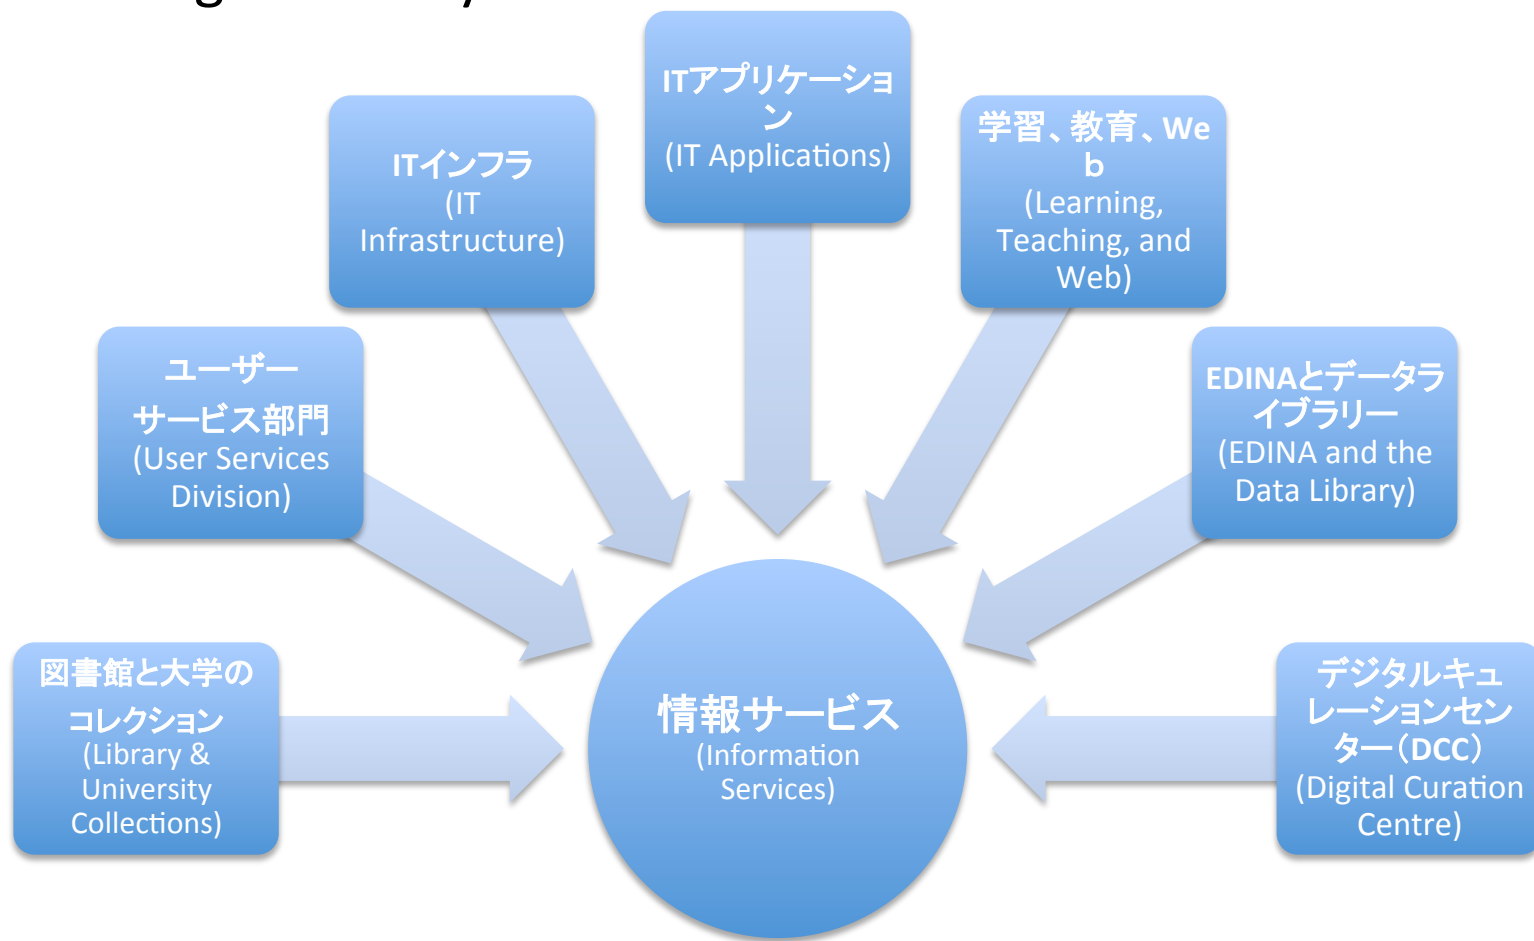 ITアプリケーショ
ン
(IT Applications)
ITインフラ
(IT
Infrastructure)
学習、教育、We
ｂ
(Learning,
Teaching, and
Web)
ユーザー
サービス部門
(User Services
Division)
EDINAとデータラ
イブラリー
(EDINA and the
Data Library)
図書館と大学の
コレクション
(Library &
University
Collections)
デジタルキュ
レーションセン
ター（DCC）
(Digital Curation
Centre)
情報サービス
(Information
Services)